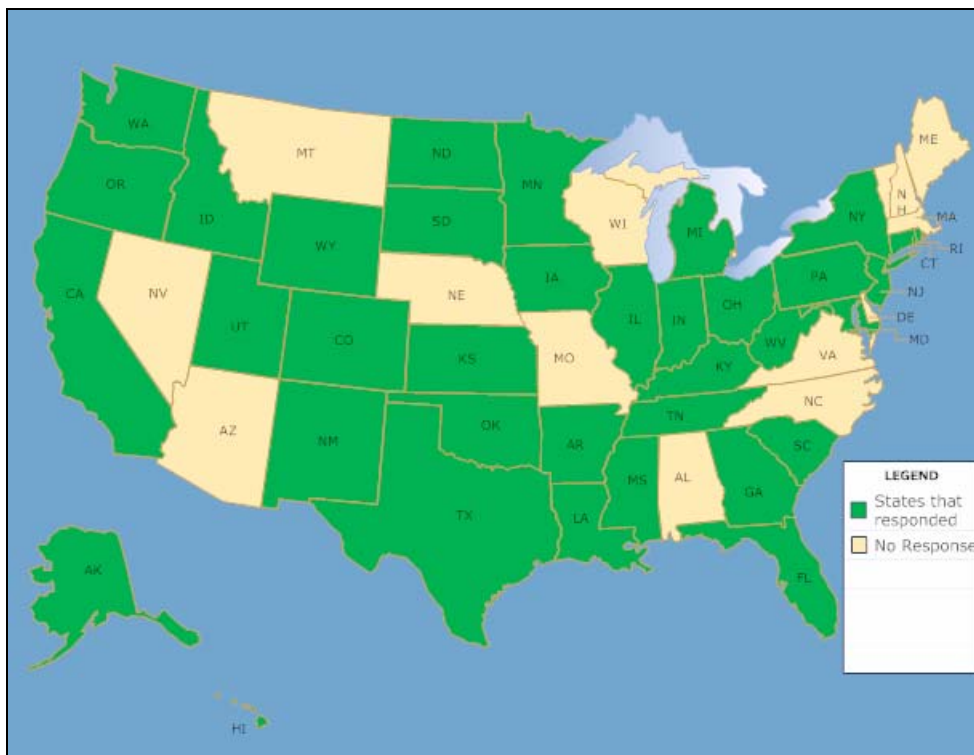 WA
MT
ND
ME
OR
MN
ID
SD
WI
N
H
NY
MA
WY
MI
RI
CT
IA
PA
CA
NV
NE
NJ
UT
IL
IN
OH
DE
CO
WV
MD
KS
MO
VA
KY
NC
AZ
OK
TN
NM
AR
SC
MS
AL
GA
TX
LA
LEGEND
States that
responded
No Response
AK
FL
HI